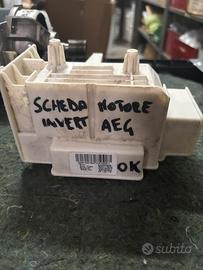 SCHEDA MOTORE
INVERT AEG
OK
subito